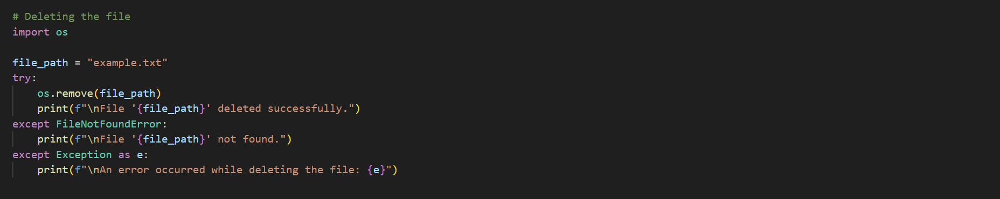 # Deleting the file
import os
file_path = "example.txt"
try:
    os.remove(file_path)
    print(f"\nFile '{file_path}' deleted successfully.")
except FileNotFoundError:
    print(f"\nFile '{file_path}' not found.")
except Exception as e:
    print(f"\nAn error occurred while deleting the file: {e}")